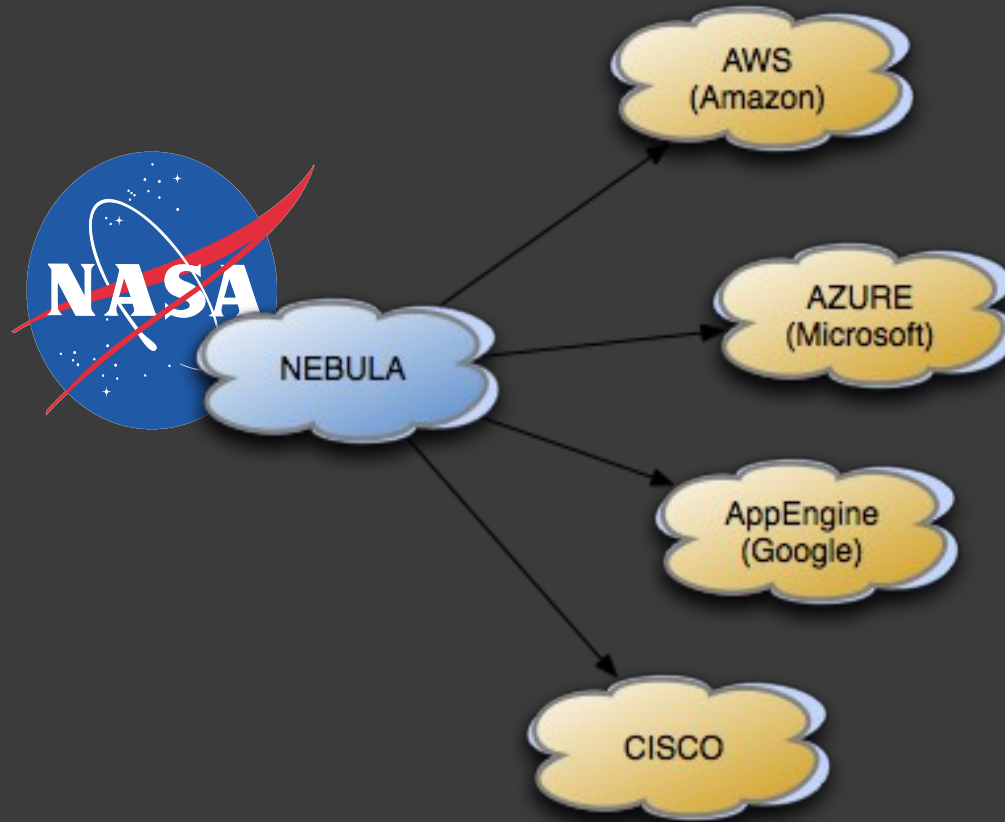 NASA
NEBULA
AWS
(Amazon)
AZURE
(Microsoft)
AppEngine
(Google)
CISCO